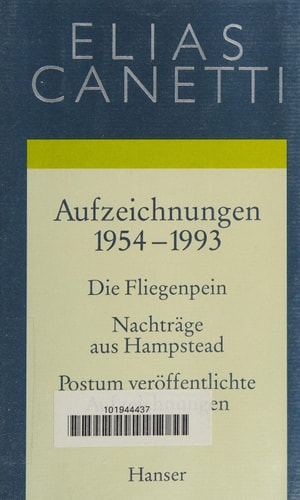 ELIAS
CANETTI
Aufzeichnungen
1954–1993
Die Fliegenpein
Nachträge
aus Hampstead
Postum veröffentlichte
101944437
Hanser